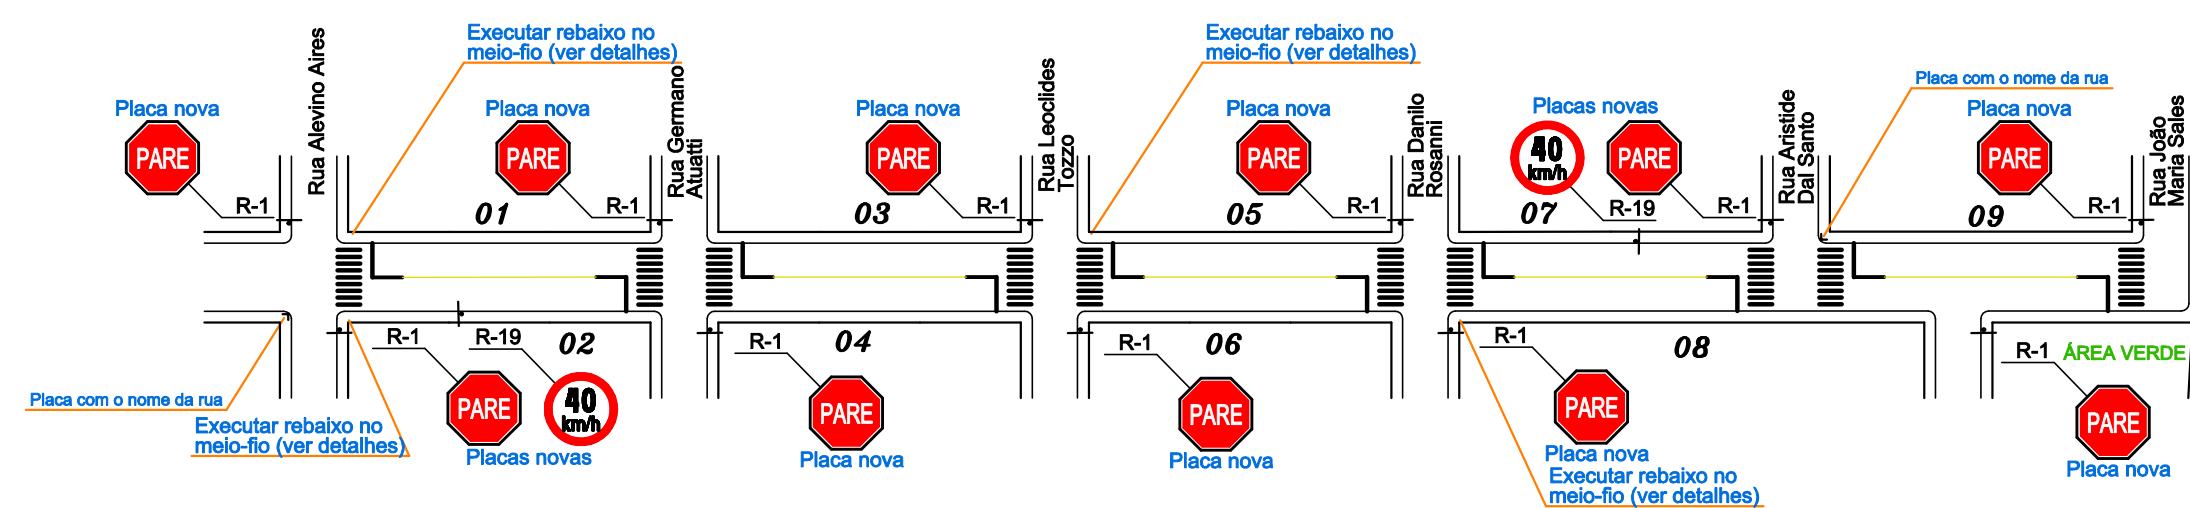 Executar rebaixo no
meio-fio (ver detalhes)
Executar rebaixo no
meio-fio (ver detalhes)
Placa com o nome da rua
Rua Alevino Aires
Rua Germano
Atuatti
Rua Leoclides
Tozzo
Rua Danilo
Rosani
Rua Aristide
Dal Santo
Rua João
Maria Sales
Placa nova
Placa nova
Placa nova
Placa nova
Placas novas
Placa nova
PARE
PARE
PARE
PARE
40
km/h
PARE
PARE
R-1
R-1
R-1
R-1
R-19
R-1
R-1
01
03
05
07
09
R-1
R-19
02
R-1
04
R-1
06
R-1
08
R-1
ÁREA VERDE
PARE
40
km/h
PARE
PARE
PARE
PARE
Placa com o nome da rua
Executar rebaixo no
meio-fio (ver detalhes)
Placas novas
Placa nova
Placa nova
Placa nova
Executar rebaixo no
meio-fio (ver detalhes)
Placa nova